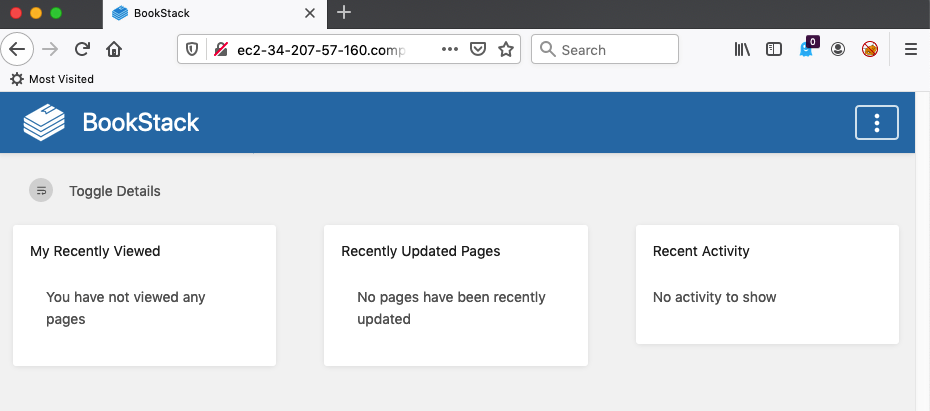 BookStack
ec2-34-207-57-160.comp
Search
0
Most Visited
BookStack
Toggle Details
My Recently Viewed
You have not viewed any
pages
Recently Updated Pages
No pages have been recently
updated
Recent Activity
No activity to show